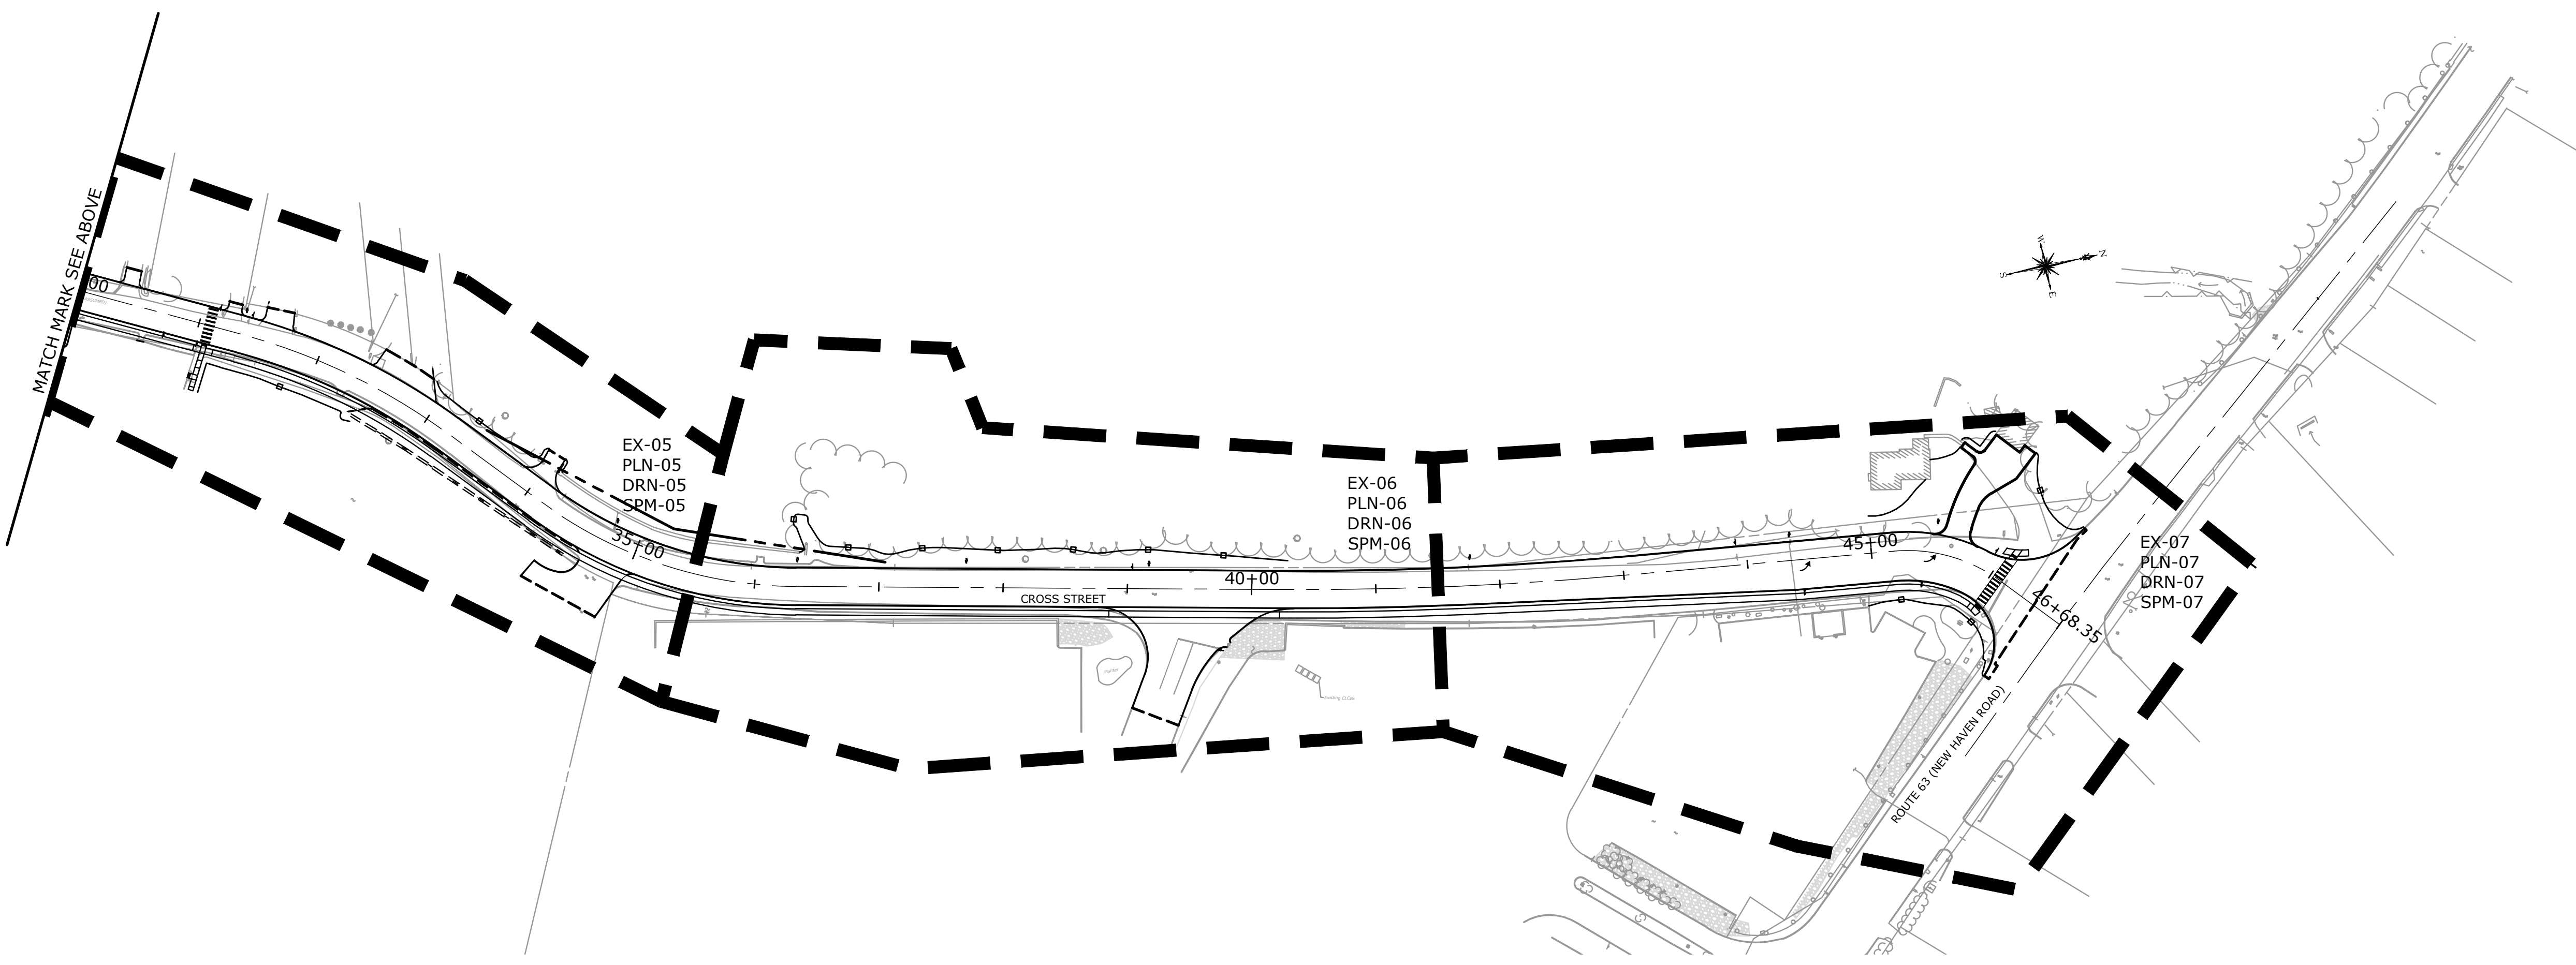 MATCH MARK SEE ABOVE
00
EX-05
PLN-05
DRN-05
SPM-05
35+00
EX-06
PLN-06
DRN-06
SPM-06
CROSS STREET
40+00
45+00
W
N
S
E
EX-07
PLN-07
DRN-07
SPM-07
46+68.35
ROUTE 63 (NEW HAVEN ROAD)